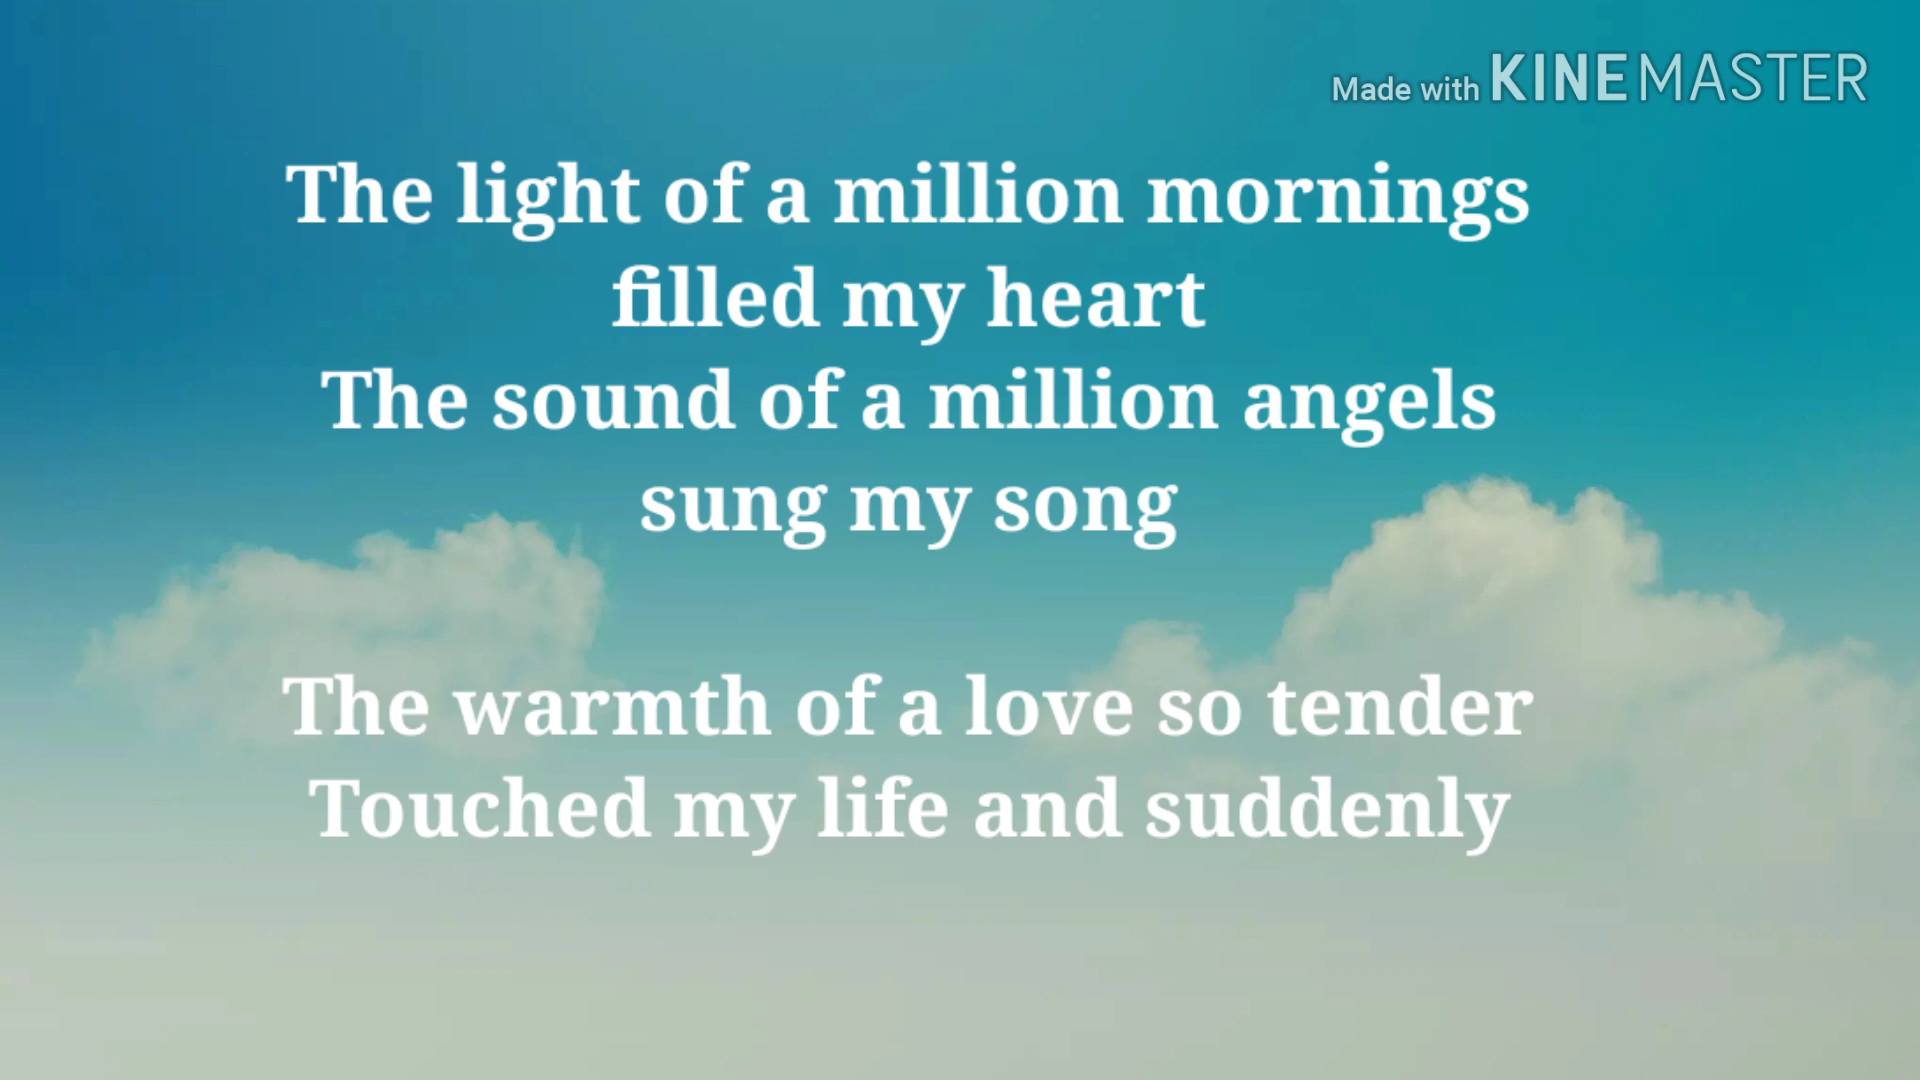 Made with KINEMASTER
The light of a million mornings
filled my heart
The sound of a million angels
sung my song
The warmth of a love so tender
Touched my life and suddenly